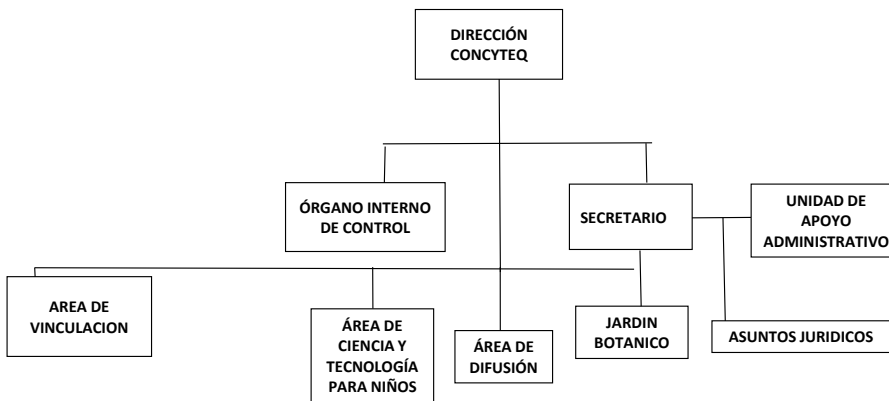 DIRECCIÓN
CONCYTEQ
ÓRGANO INTERNO
DE CONTROL
SECRETARIO
UNIDAD DE
APOYO
ADMINISTRATIVO
AREA DE
VINCULACION
ÁREA DE
CIENCIA Y
TECNOLOGÍA
PARA NIÑOS
ÁREA DE
DIFUSIÓN
JARDIN
BOTANICO
ASUNTOS JURIDICOS